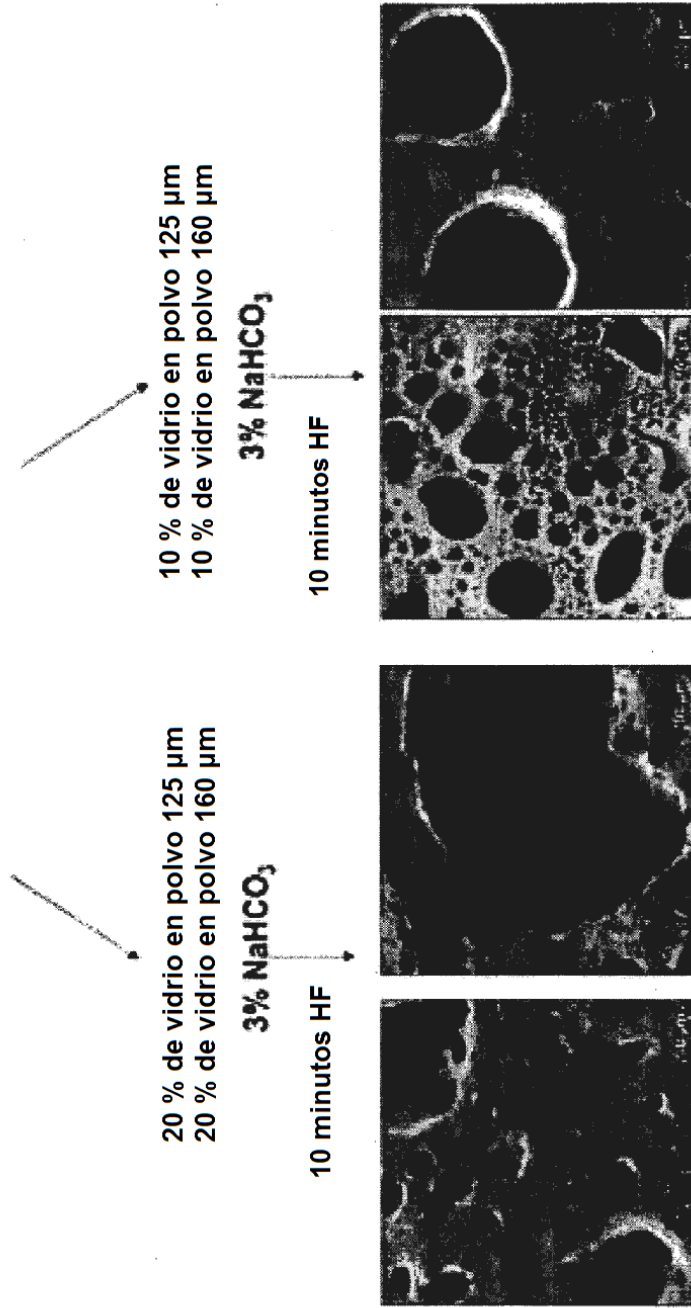 20 % de vidrio en polvo 125 µm
20 % de vidrio en polvo 160 µm
3% NaHCO₃
10 minutos HF
10 % de vidrio en polvo 125 µm
10 % de vidrio en polvo 160 µm
3% NaHCO₃
10 minutos HF